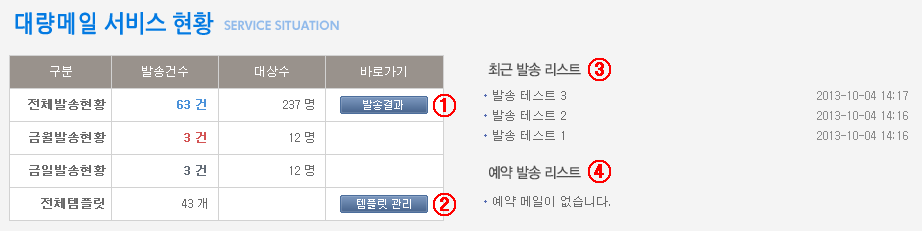 대량메일 서비스 현황 SERVICE SITUATION
구분 발송건수 대상수 바로가기
전체발송현황 63 건 237 명 발송결과 1
금월발송현황 3 건 12 명
금일발송현황 3 건 12 명
전체템플릿 43 개 템플릿 관리 2
최근 발송 리스트 3
· 발송 테스트 3 2013-10-04 14:17
· 발송 테스트 2 2013-10-04 14:16
· 발송 테스트 1 2013-10-04 14:16
예약 발송 리스트 4
· 예약 메일이 없습니다.